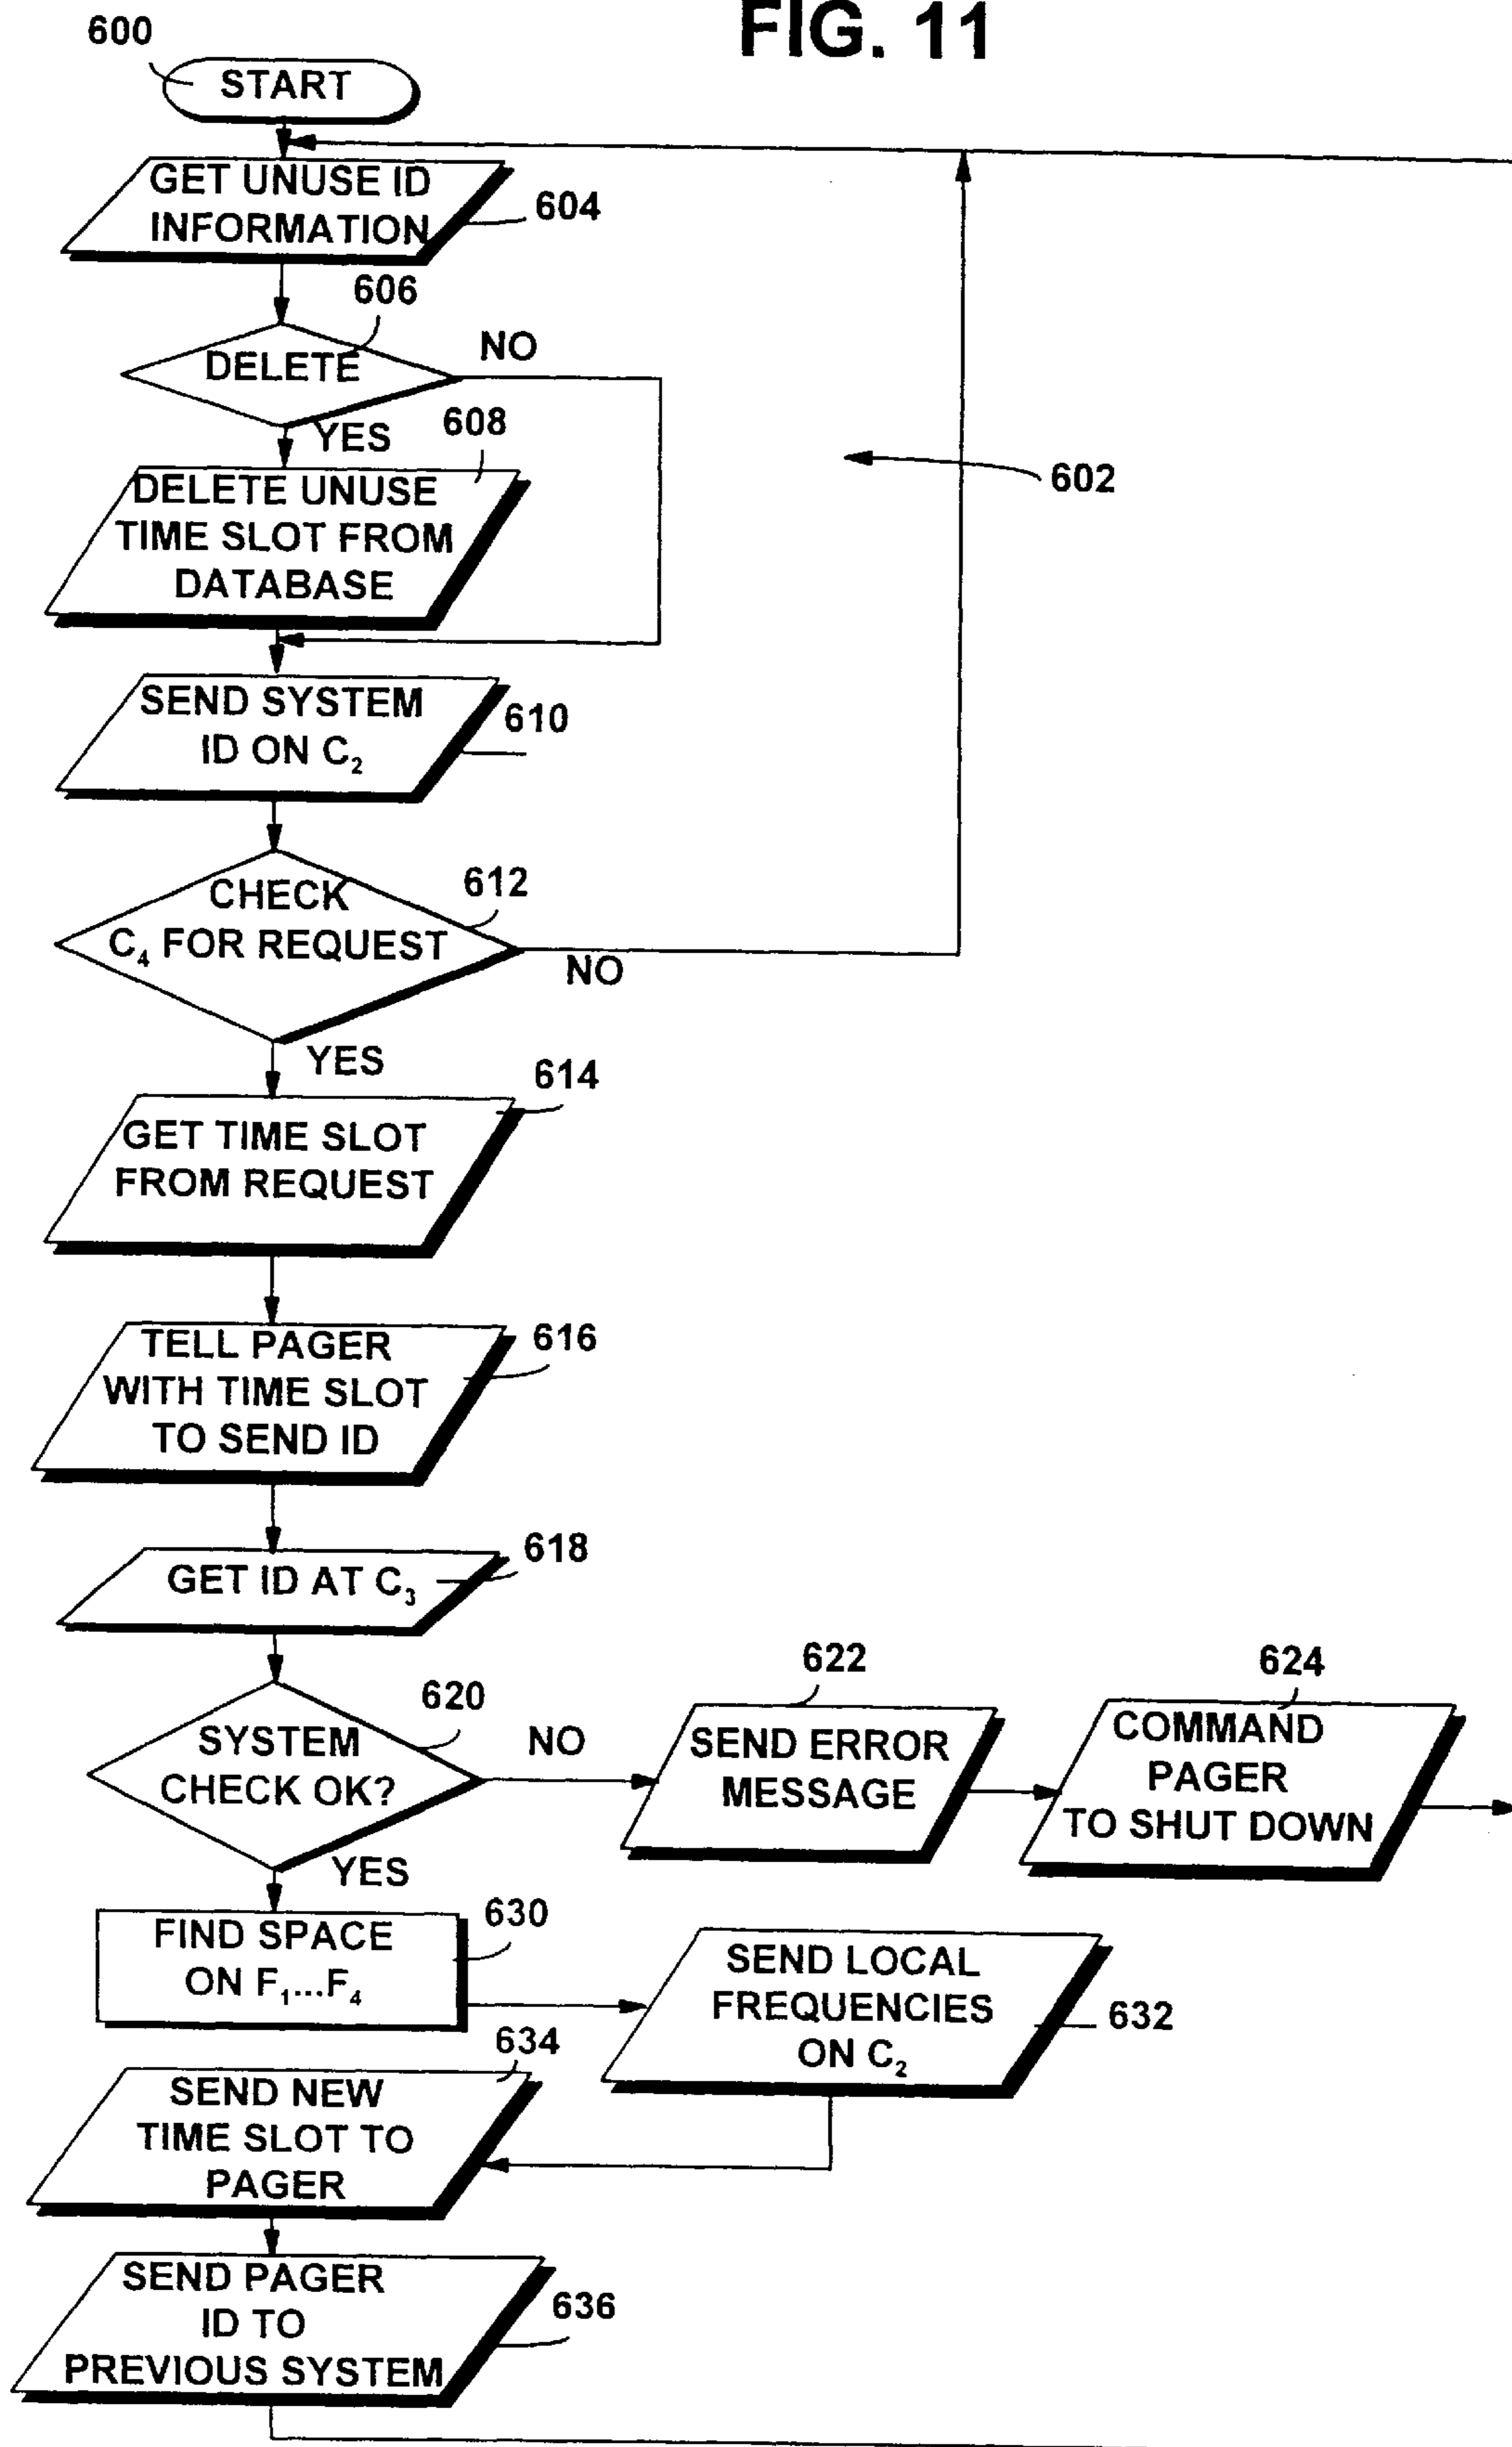 FIG. 11
600
START
GET UNUSE ID
INFORMATION
604
606
DELETE
NO
YES
608
DELETE UNUSE
TIME SLOT FROM
DATABASE
602
SEND SYSTEM
ID ON C₂
610
CHECK
C₄ FOR REQUEST
612
NO
YES
614
GET TIME SLOT
FROM REQUEST
TELL PAGER
WITH TIME SLOT
TO SEND ID
616
GET ID AT C₃
618
620
SYSTEM
CHECK OK?
NO
622
SEND ERROR
MESSAGE
624
COMMAND
PAGER
TO SHUT DOWN
YES
FIND SPACE
ON F₁...F₄
630
SEND LOCAL
FREQUENCIES
ON C₂
632
634
SEND NEW
TIME SLOT TO
PAGER
SEND PAGER
ID TO
PREVIOUS SYSTEM
636